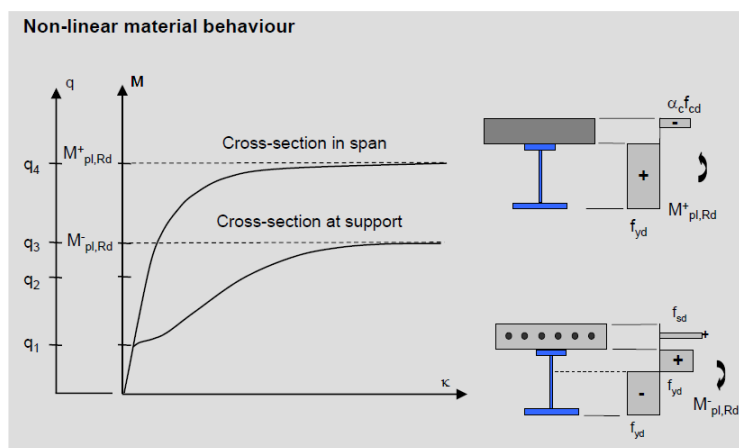 Non-linear material behaviour
q
M
q4
M+pl,Rd
Cross-section in span
q3
M-pl,Rd
Cross-section at support
q2
q1
κ
αcfcd
-
+
M+pl,Rd
fyd
fsd
+
+
fyd
-
M-pl,Rd
fyd